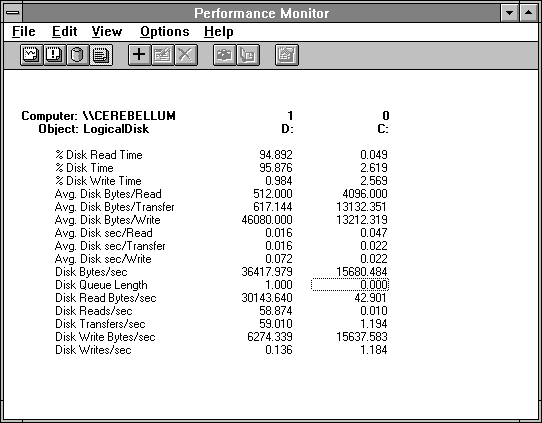 Performance Monitor
File Edit View Options Help
Computer: \\CEREBELLUM 1 0
Object: LogicalDisk D: C:
% Disk Read Time 94.892 0.049
% Disk Time 95.876 2.619
% Disk Write Time 0.984 2.569
Avg. Disk Bytes/Read 512.000 4096.000
Avg. Disk Bytes/Transfer 617.144 13132.351
Avg. Disk Bytes/Write 46080.000 13212.319
Avg. Disk sec/Read 0.016 0.047
Avg. Disk sec/Transfer 0.016 0.022
Avg. Disk sec/Write 0.072 0.022
Disk Bytes/sec 36417.979 15680.484
Disk Queue Length 1.000 0.000
Disk Read Bytes/sec 30143.640 42.901
Disk Reads/sec 58.874 0.010
Disk Transfers/sec 59.010 1.194
Disk Write Bytes/sec 6274.339 15637.583
Disk Writes/sec 0.136 1.184